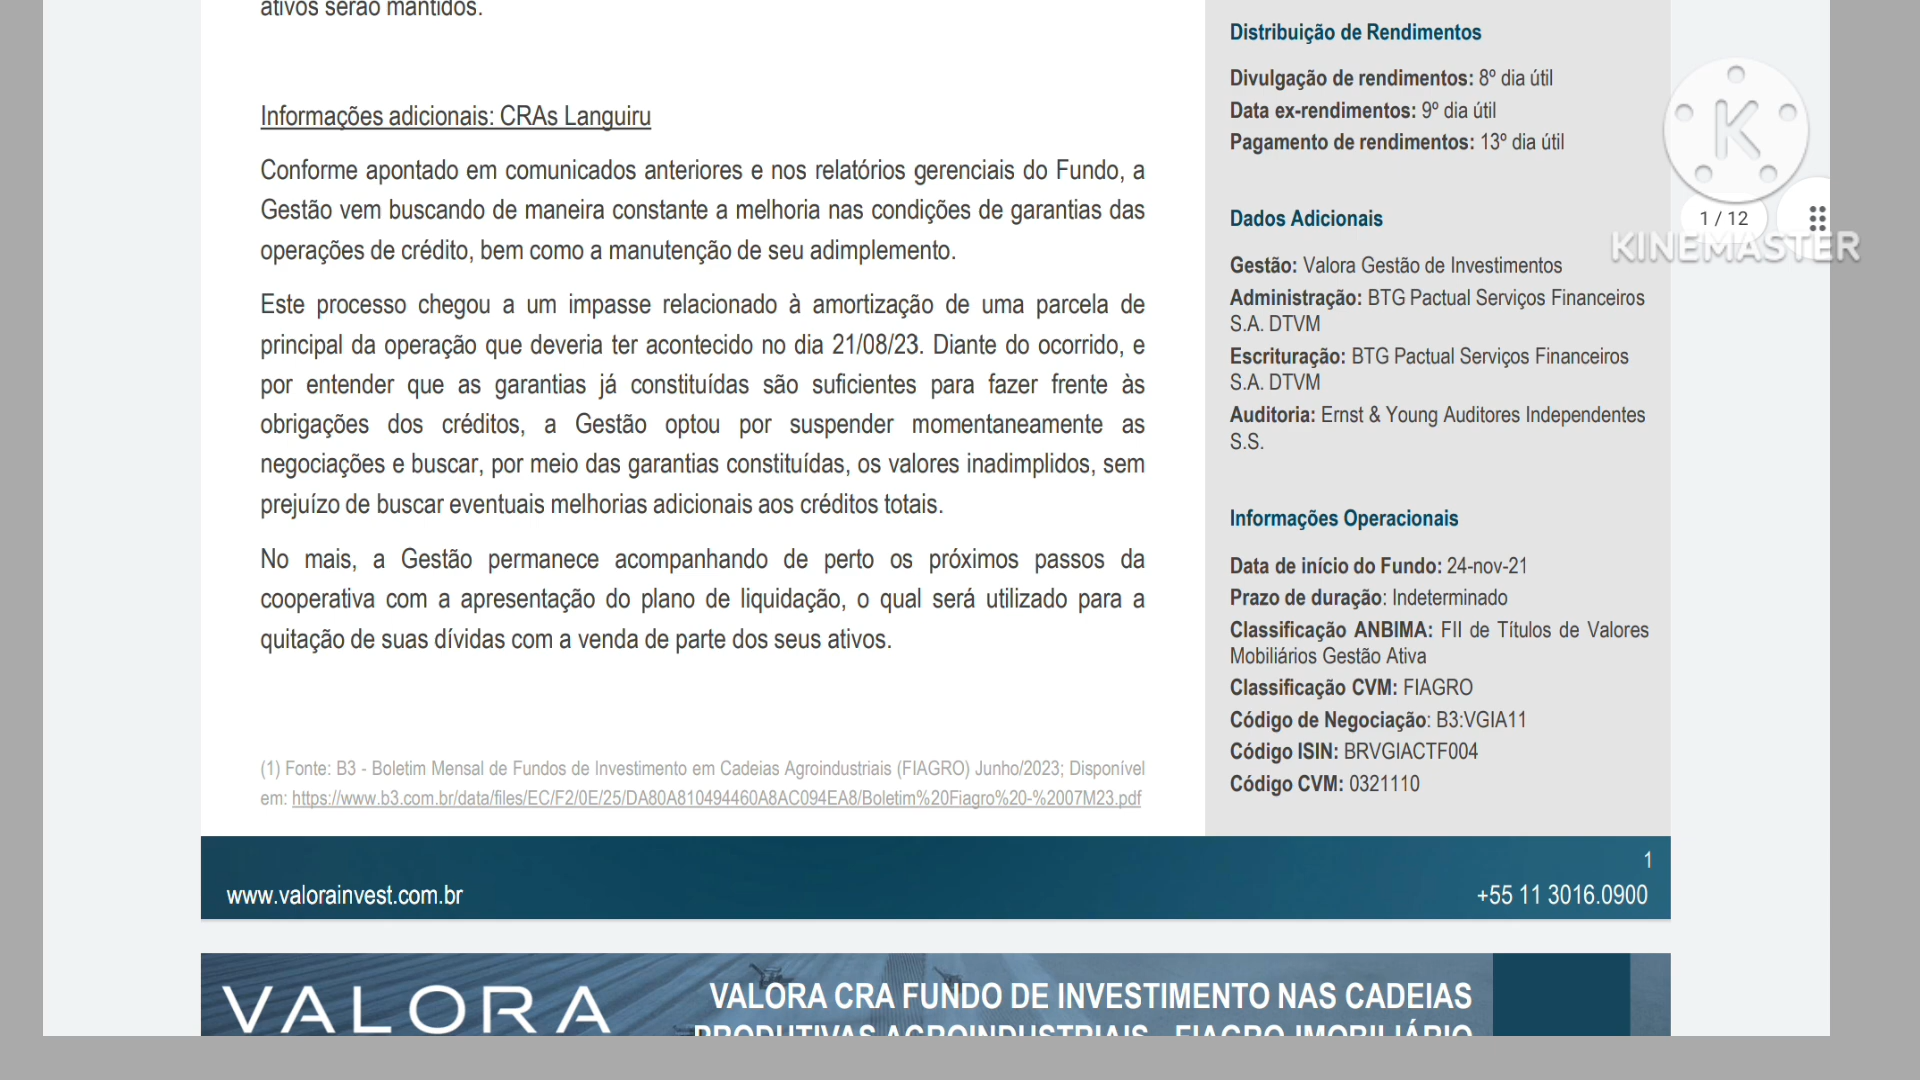 ativos serão mantidos.
Informações adicionais: CRAs Languiru
Conforme apontado em comunicados anteriores e nos relatórios gerenciais do Fundo, a
Gestão vem buscando de maneira constante a melhoria nas condições de garantias das
operações de crédito, bem como a manutenção de seu adimplemento.
Este processo chegou a um impasse relacionado à amortização de uma parcela de
principal da operação que deveria ter acontecido no dia 21/08/23. Diante do ocorrido, e
por entender que as garantias já constituídas são suficientes para fazer frente às
obrigações dos créditos, a Gestão optou por suspender momentaneamente as
negociações e buscar, por meio das garantias constituídas, os valores inadimplidos, sem
prejuízo de buscar eventuais melhorias adicionais aos créditos totais.
No mais, a Gestão permanece acompanhando de perto os próximos passos da
cooperativa com a apresentação do plano de liquidação, o qual será utilizado para a
quitação de suas dívidas com a venda de parte dos seus ativos.
(1) Fonte: B3 - Boletim Mensal de Fundos de Investimento em Cadeias Agroindustriais (FIAGRO) Junho/2023; Disponível
em: https://www.b3.com.br/data/files/EC/F2/0E/25/DA80A810494460A8AC094EA8/Boletim%20Fiagro%20-%2007M23.pdf
Distribuição de Rendimentos
Divulgação de rendimentos: 8º dia útil
Data ex-rendimentos: 9º dia útil
Pagamento de rendimentos: 13º dia útil
Dados Adicionais
Gestão: Valora Gestão de Investimentos
Administração: BTG Pactual Serviços Financeiros
S.A. DTVM
Escrituração: BTG Pactual Serviços Financeiros
S.A. DTVM
Auditoria: Ernst & Young Auditores Independentes
S.S.
Informações Operacionais
Data de início do Fundo: 24-nov-21
Prazo de duração: Indeterminado
Classificação ANBIMA: FII de Títulos de Valores
Mobiliários Gestão Ativa
Classificação CVM: FIAGRO
Código de Negociação: B3:VGIA11
Código ISIN: BRVGIACTF004
Código CVM: 0321110
K
1 / 12
KINEMASTER
1
www.valorainvest.com.br
+55 11 3016.0900
VALORA
VALORA CRA FUNDO DE INVESTIMENTO NAS CADEIAS
PRODUTIVAS AGROINDUSTRIAIS - FIAGRO-IMOBILIÁRIO